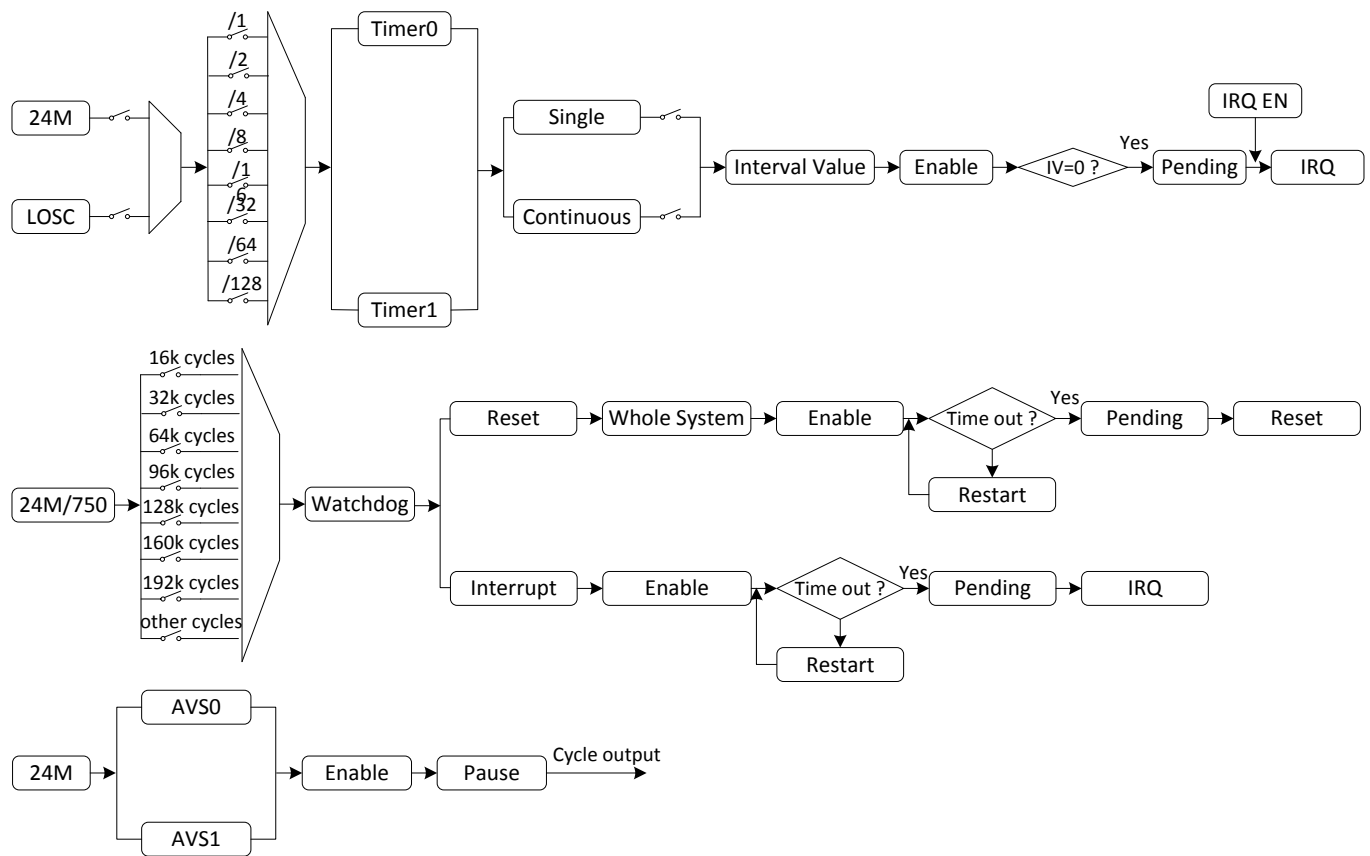 /1
Timer0
/2
24M
/4
Single
IRQ EN
/8
Yes
/1
6
Interval Value
Enable
IV=0 ?
Pending
IRQ
LOSC
/32
Continuous
/64
/128
Timer1
16k cycles
32k cycles
64k cycles
96k cycles
128k cycles
160k cycles
192k cycles
other cycles
24M/750
Watchdog
Reset
Whole System
Enable
Time out ?
Yes
Pending
Reset
Restart
Interrupt
Enable
Time out ?
Yes
Pending
IRQ
Restart
AVS0
24M
Enable
Pause
Cycle output
AVS1